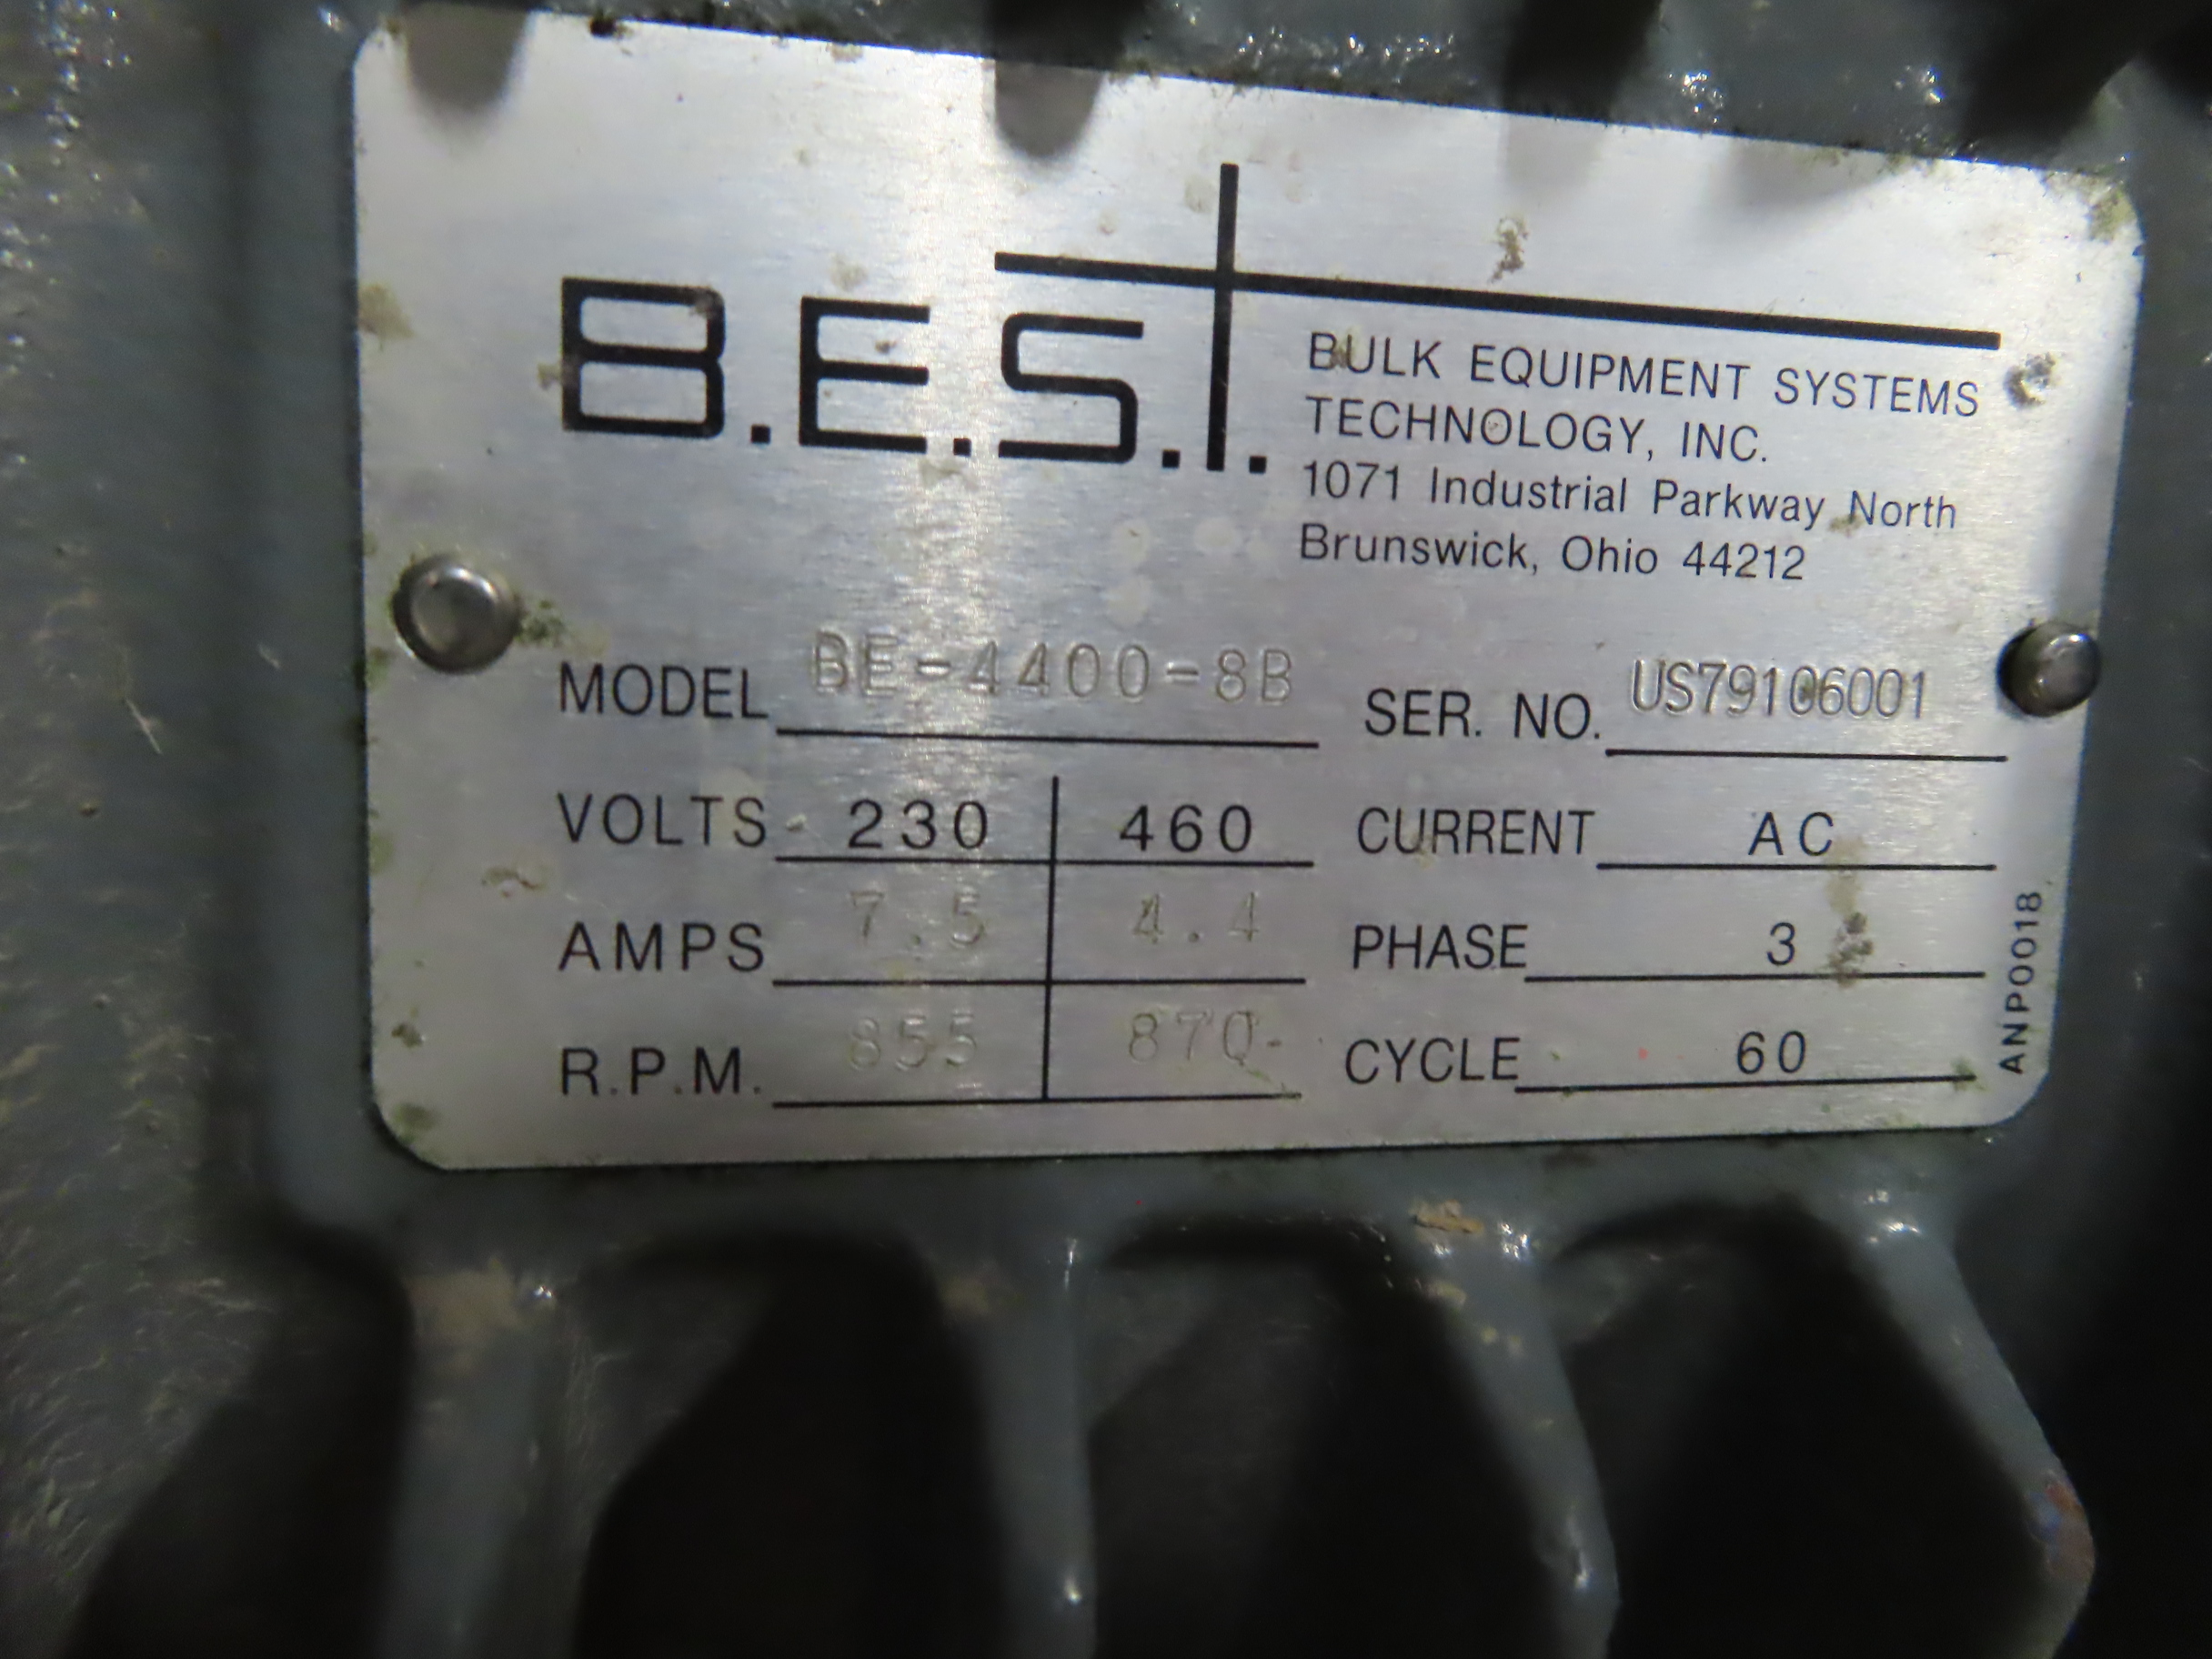 B.E.S.t.
BULK EQUIPMENT SYSTEMS
TECHNOLOGY, INC.
1071 Industrial Parkway North
Brunswick, Ohio 44212
MODEL BE-4400-8B SER. NO. US79106001
VOLTS 230 460 CURRENT AC
AMPS 7.5 4.4 PHASE 3
R.P.M. 855 870 CYCLE 60
ANP0018